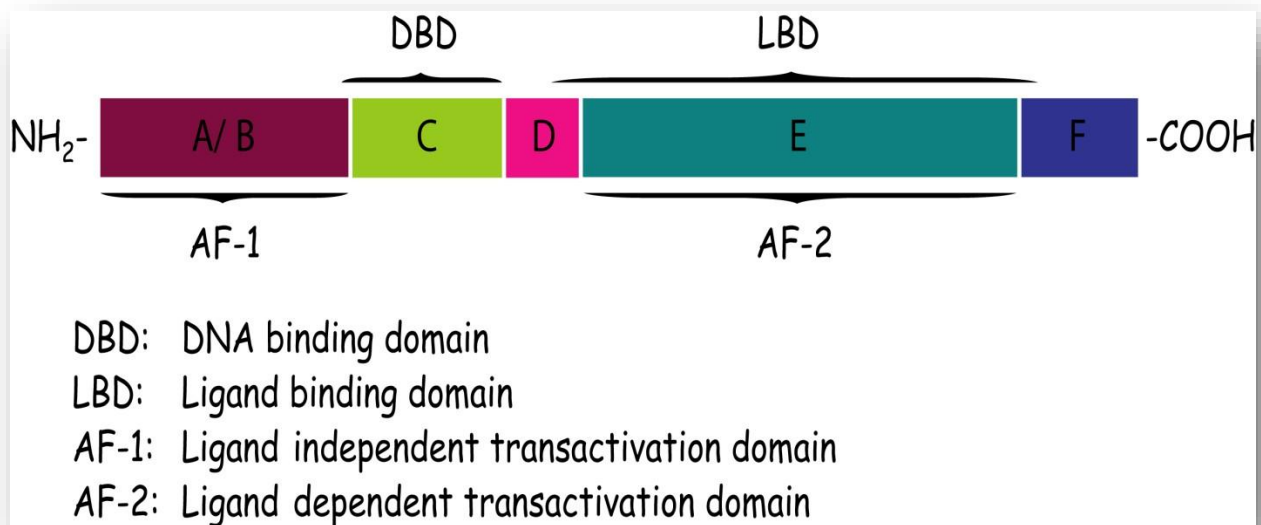 DBD LBD
NH₂- A/ B C D E F -COOH
AF-1 AF-2
DBD: DNA binding domain
LBD: Ligand binding domain
AF-1: Ligand independent transactivation domain
AF-2: Ligand dependent transactivation domain